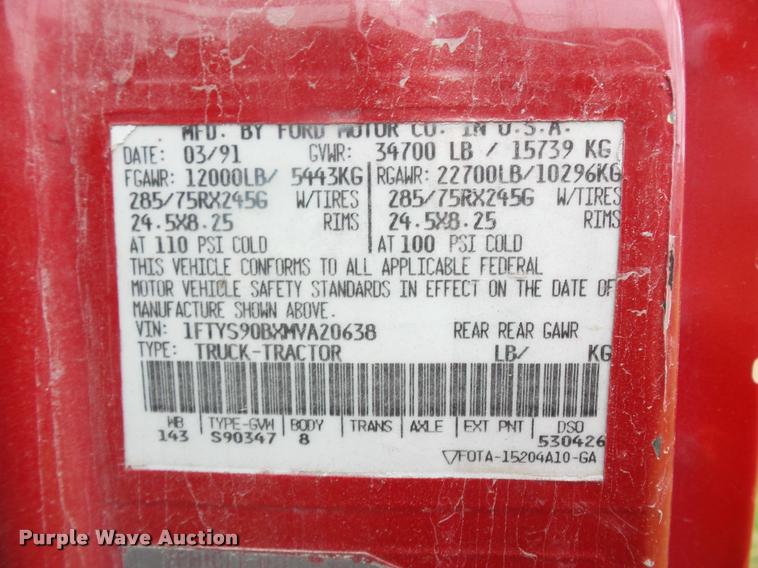 MFD. BY FORD MOTOR CO. IN U.S.A.
DATE: 03/91 GVWR: 34700 LB / 15739 KG
FGAWR: 12000LB/ 5443KG RGAWR: 22700LB/10296KG
285/75RX245G W/TIRES 285/75RX245G W/TIRES
24.5X8.25 RIMS 24.5X8.25 RIMS
AT 110 PSI COLD AT 100 PSI COLD
THIS VEHICLE CONFORMS TO ALL APPLICABLE FEDERAL
MOTOR VEHICLE SAFETY STANDARDS IN EFFECT ON THE DATE OF
MANUFACTURE SHOWN ABOVE.
VIN: 1FTYS90BXMVA20638 REAR REAR GAWR
TYPE: TRUCK-TRACTOR LB/ KG
WB TYPE-GVW BODY TRANS AXLE EXT PNT DSO
143 S90347 8 530426
▽FOTA-15204A10-GA
Purple Wave Auction